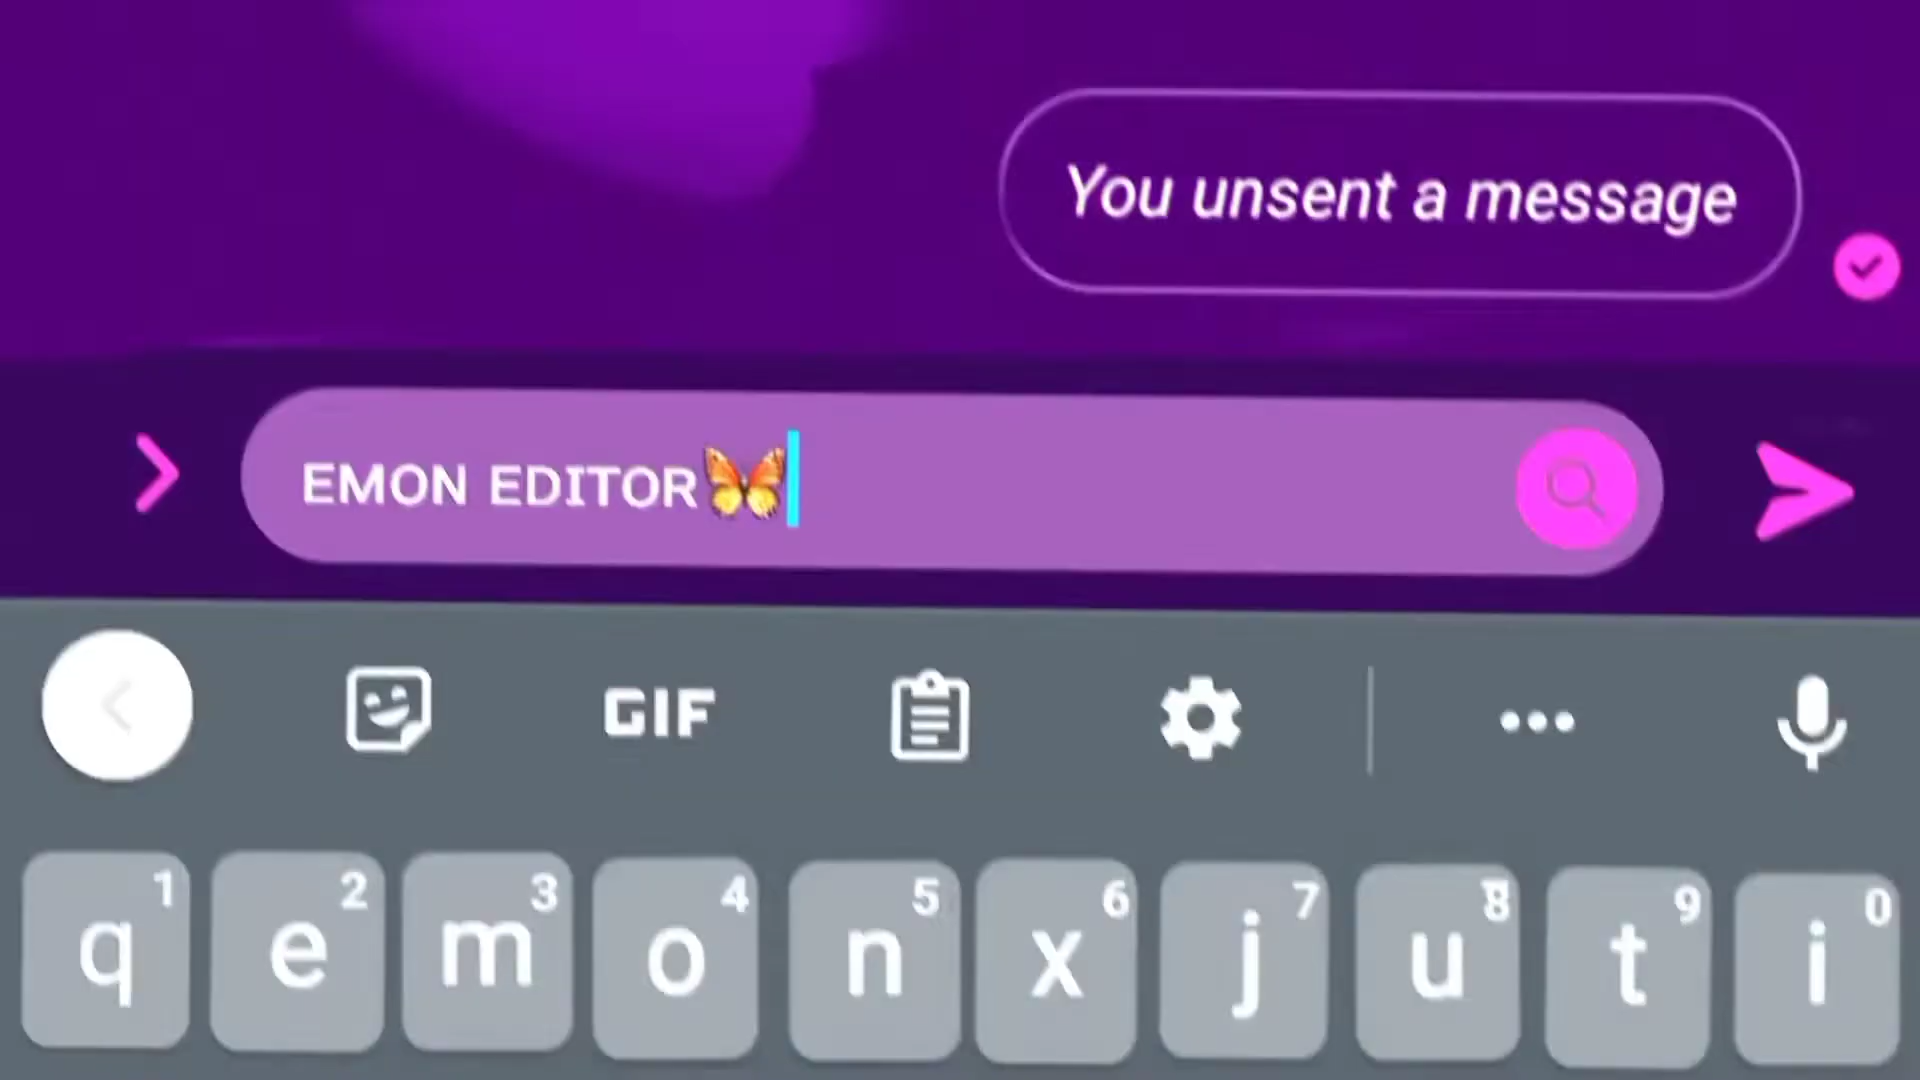 You unsent a message
EMON EDITOR🦋
GIF
1 2 3 4 5 6 7 8 9 0
q e m o n x j u t i